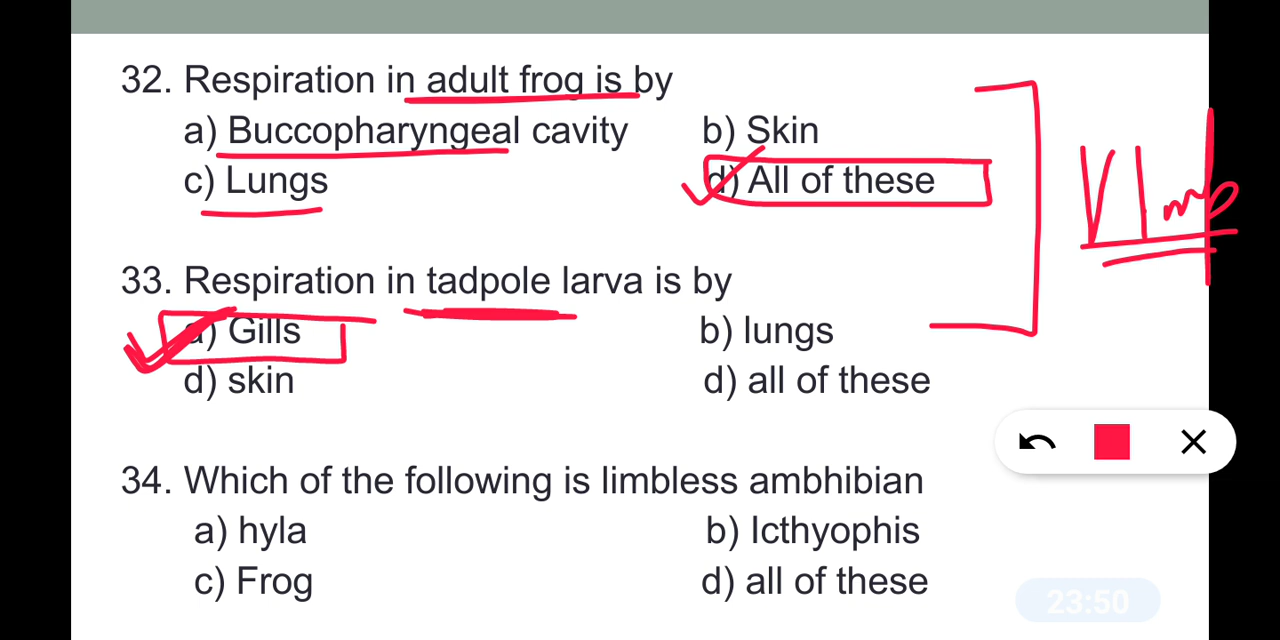 32. Respiration in adult frog is by
a) Buccopharyngeal cavity b) Skin
c) Lungs d) All of these
V Imp
33. Respiration in tadpole larva is by
a) Gills b) lungs
d) skin d) all of these
34. Which of the following is limbless ambhibian
a) hyla b) Icthyophis
c) Frog d) all of these
23:50